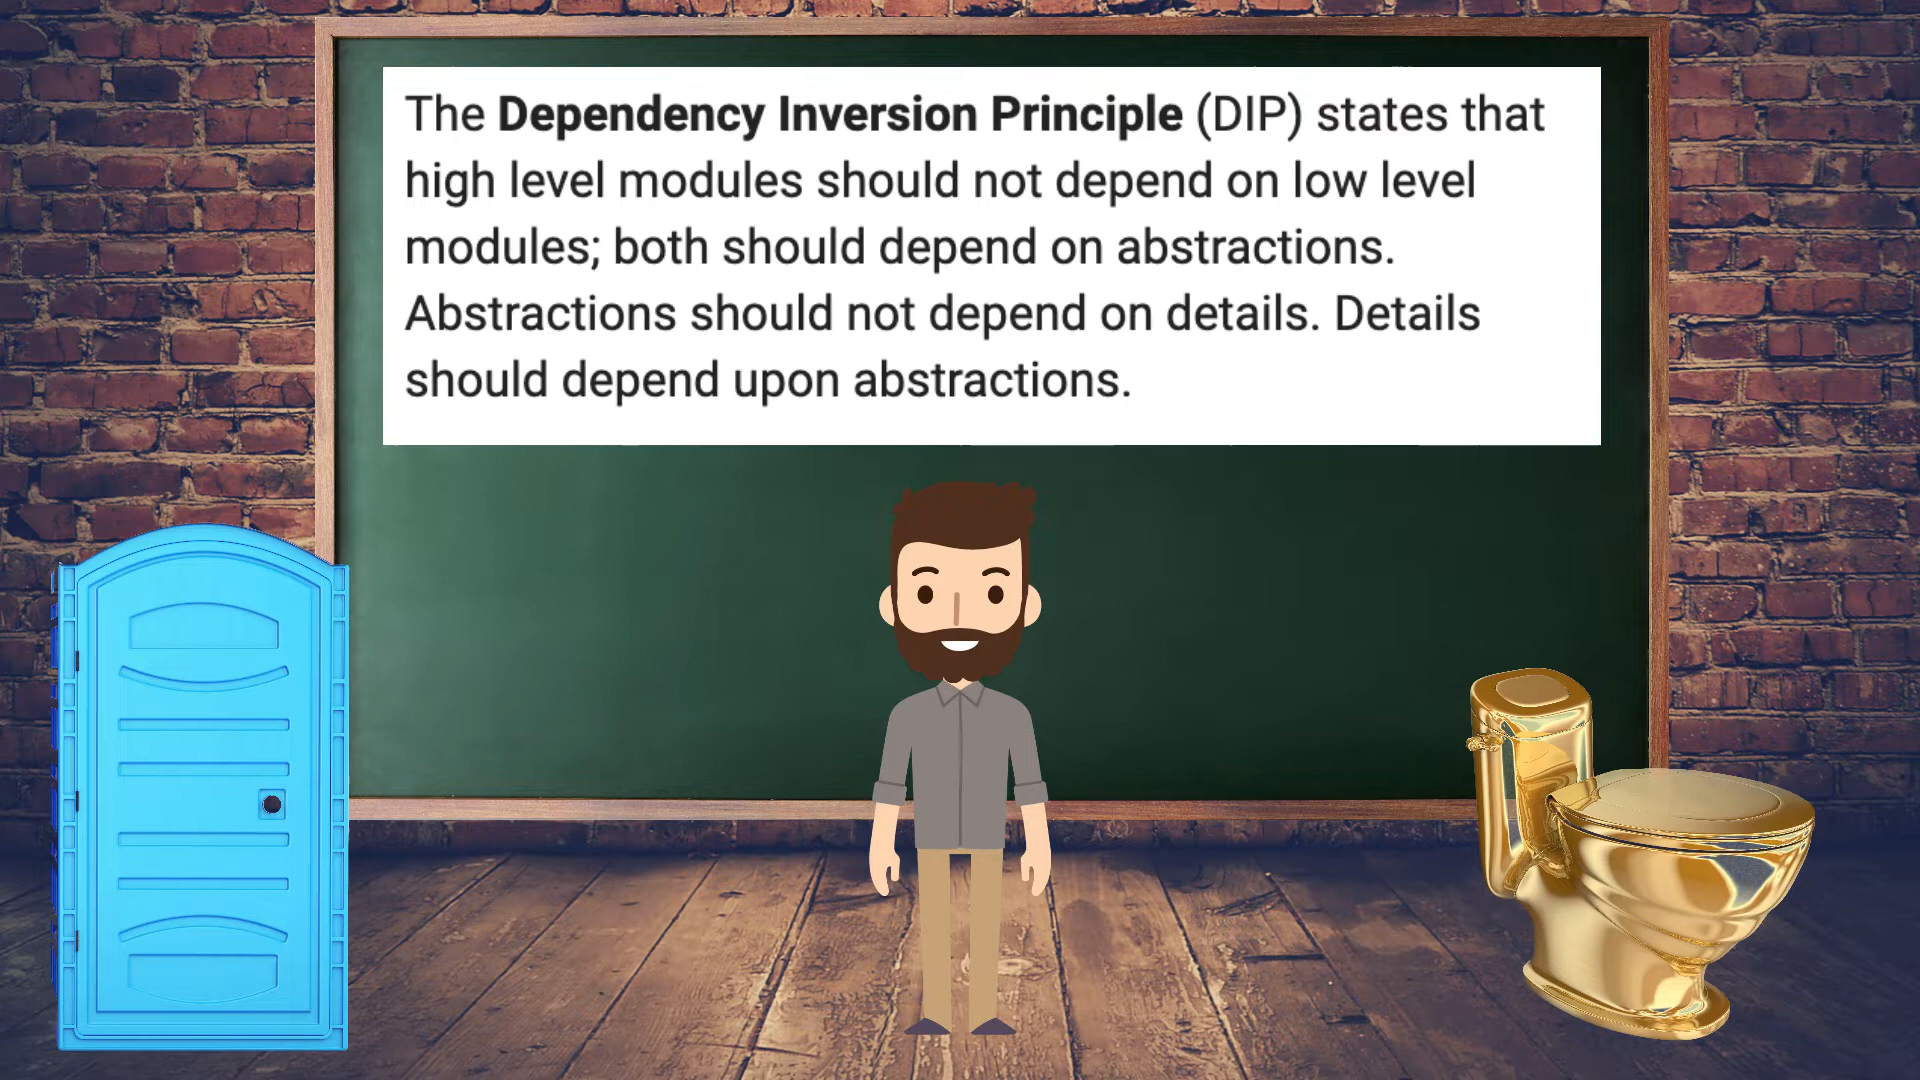 The Dependency Inversion Principle (DIP) states that
high level modules should not depend on low level
modules; both should depend on abstractions.
Abstractions should not depend on details. Details
should depend upon abstractions.